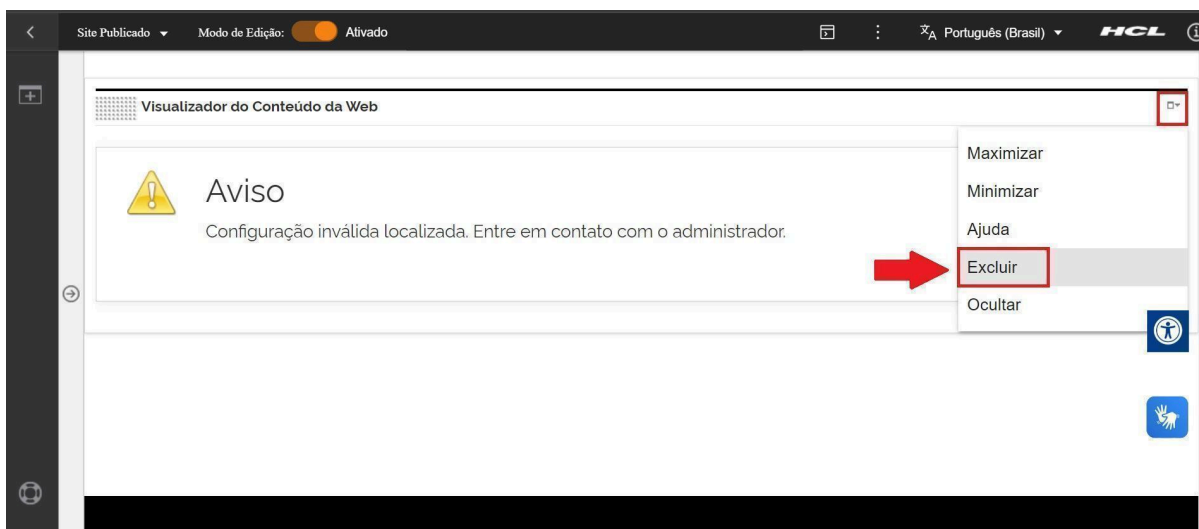 Site Publicado Modo de Edição: Ativado Português (Brasil) HCL
Visualizador do Conteúdo da Web
Aviso
Configuração inválida localizada. Entre em contato com o administrador.
Maximizar
Minimizar
Ajuda
Excluir
Ocultar